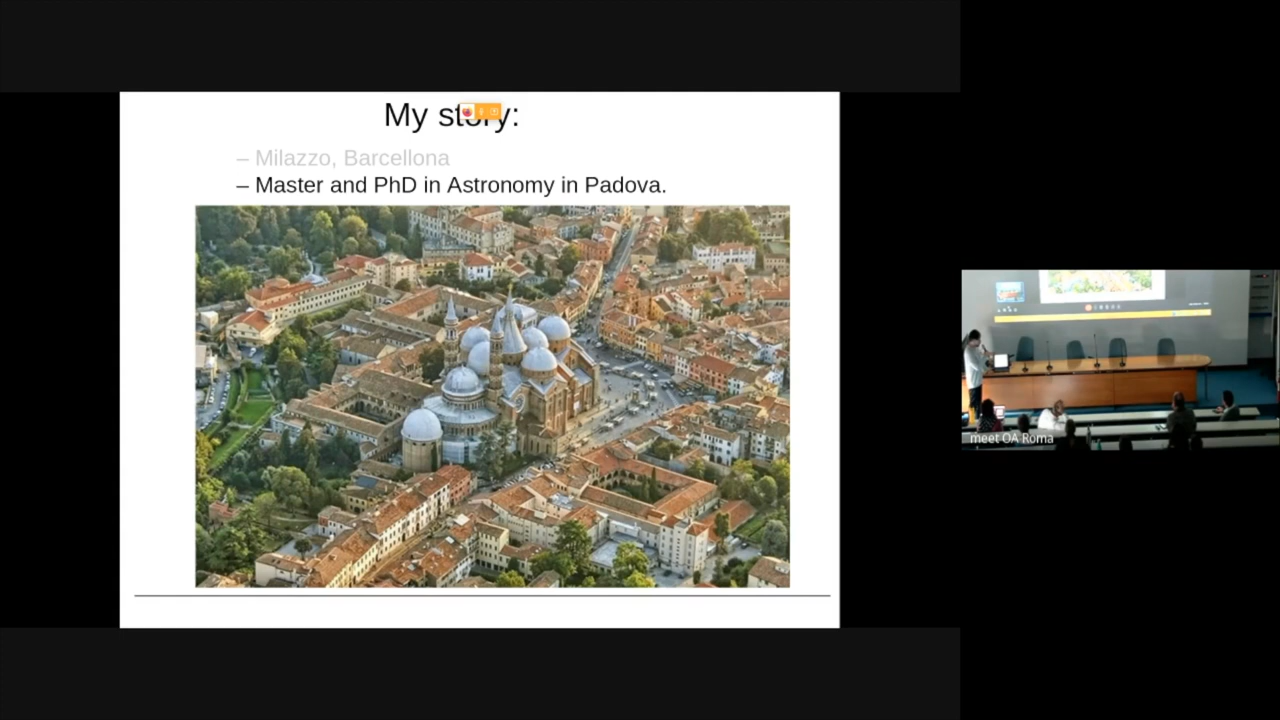 My story:
– Milazzo, Barcellona
– Master and PhD in Astronomy in Padova.
meet OA Roma